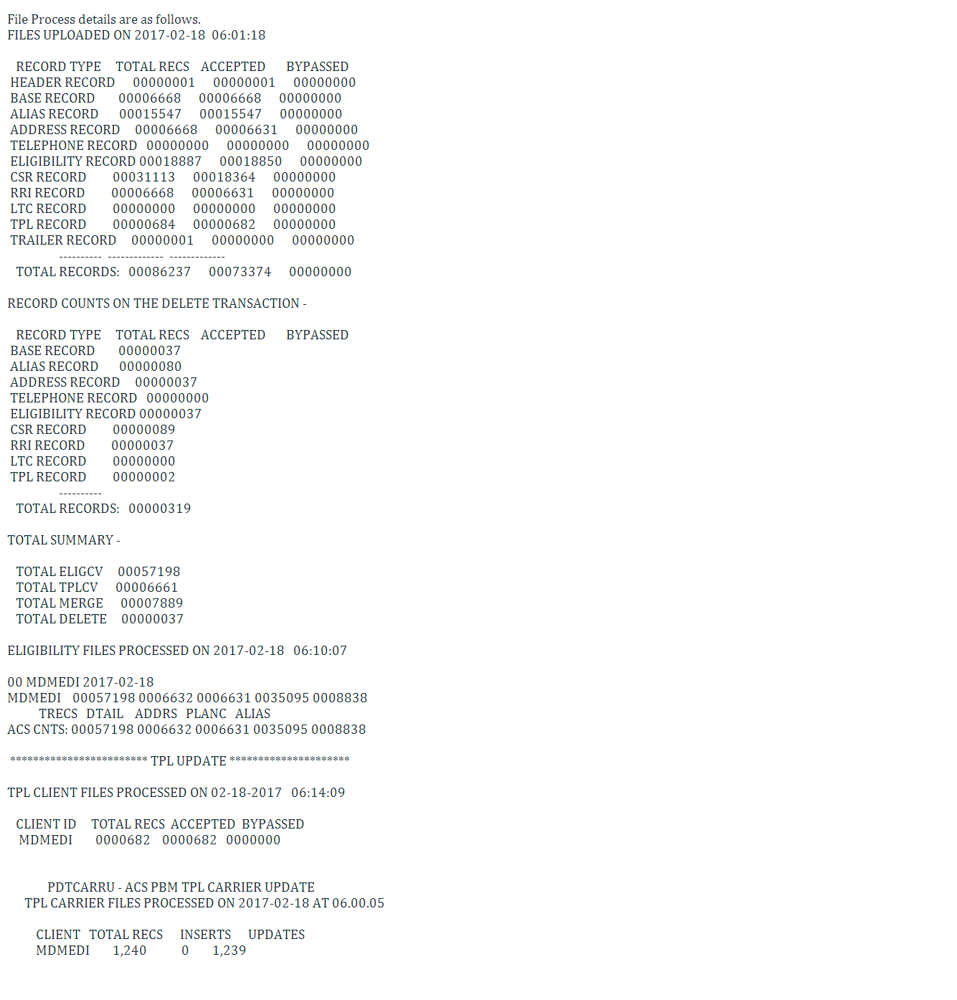 File Process details are as follows.
FILES UPLOADED ON 2017-02-18  06:01:18
RECORD TYPE     TOTAL RECS    ACCEPTED       BYPASSED
HEADER RECORD      00000001      00000001      00000000
BASE RECORD        00006668      00006668      00000000
ALIAS RECORD       00015547      00015547      00000000
ADDRESS RECORD     00006668      00006631      00000000
TELEPHONE RECORD   00000000      00000000      00000000
ELIGIBILITY RECORD 00018887      00018850      00000000
CSR RECORD         00031113      00018364      00000000
RRI RECORD         00006668      00006631      00000000
LTC RECORD         00000000      00000000      00000000
TPL RECORD         00000684      00000682      00000000
TRAILER RECORD     00000001      00000000      00000000
----------  -------------  -------------
TOTAL RECORDS:   00086237      00073374      00000000
RECORD COUNTS ON THE DELETE TRANSACTION -
RECORD TYPE     TOTAL RECS    ACCEPTED       BYPASSED
BASE RECORD        00000037
ALIAS RECORD       00000080
ADDRESS RECORD     00000037
TELEPHONE RECORD   00000000
ELIGIBILITY RECORD 00000037
CSR RECORD         00000089
RRI RECORD         00000037
LTC RECORD         00000000
TPL RECORD         00000002
----------
TOTAL RECORDS:   00000319
TOTAL SUMMARY -
TOTAL ELIGCV     00057198
TOTAL TPLCV      00006661
TOTAL MERGE      00007889
TOTAL DELETE     00000037
ELIGIBILITY FILES PROCESSED ON 2017-02-18   06:10:07
00 MDMEDI 2017-02-18
MDMEDI    00057198 0006632 0006631 0035095 0008838
TRECS   DTAIL    ADDRS   PLANC   ALIAS
ACS CNTS: 00057198 0006632 0006631 0035095 0008838
************************ TPL UPDATE *********************
TPL CLIENT FILES PROCESSED ON 02-18-2017   06:14:09
CLIENT ID     TOTAL RECS  ACCEPTED  BYPASSED
MDMEDI        0000682    0000682   0000000
PDTCARRU - ACS PBM TPL CARRIER UPDATE
TPL CARRIER FILES PROCESSED ON 2017-02-18 AT 06.00.05
CLIENT   TOTAL RECS      INSERTS      UPDATES
MDMEDI        1,240            0        1,239